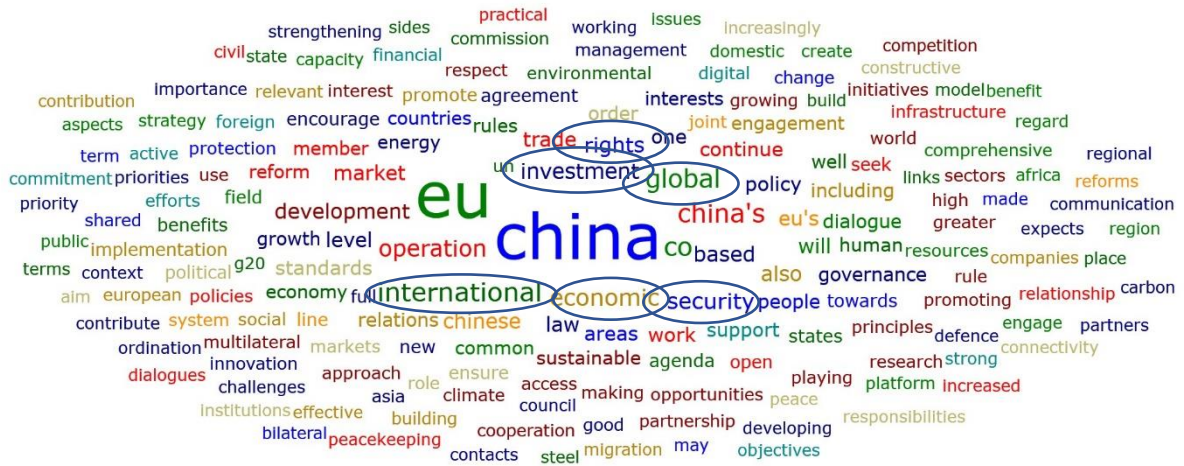 practical
strengthening sides working issues increasingly
civil state capacity financial commission management domestic create competition
respect environmental digital change constructive
contribution importance relevant interest promote agreement interests growing build initiatives model benefit
aspects strategy foreign encourage countries rules order joint engagement infrastructure regard
term active protection member energy trade rights one continue world comprehensive regional
commitment priorities use reform market un investment global policy including well seek links sectors africa reforms
priority shared efforts benefits field development eu china china's eu's dialogue high made greater communication expects region
public implementation growth level operation co based will human resources companies place
terms context political g20 standards also governance rule
aim european policies economy full international economic security people towards promoting relationship carbon
contribute system social line relations chinese law areas work support states principles defence engage partners
ordination multilateral markets new common sustainable agenda open research strong connectivity
dialogues innovation approach ensure
challenges role climate access making opportunities playing platform increased
institutions effective asia council peace
bilateral peacekeeping building cooperation good partnership developing responsibilities
contacts steel migration may objectives